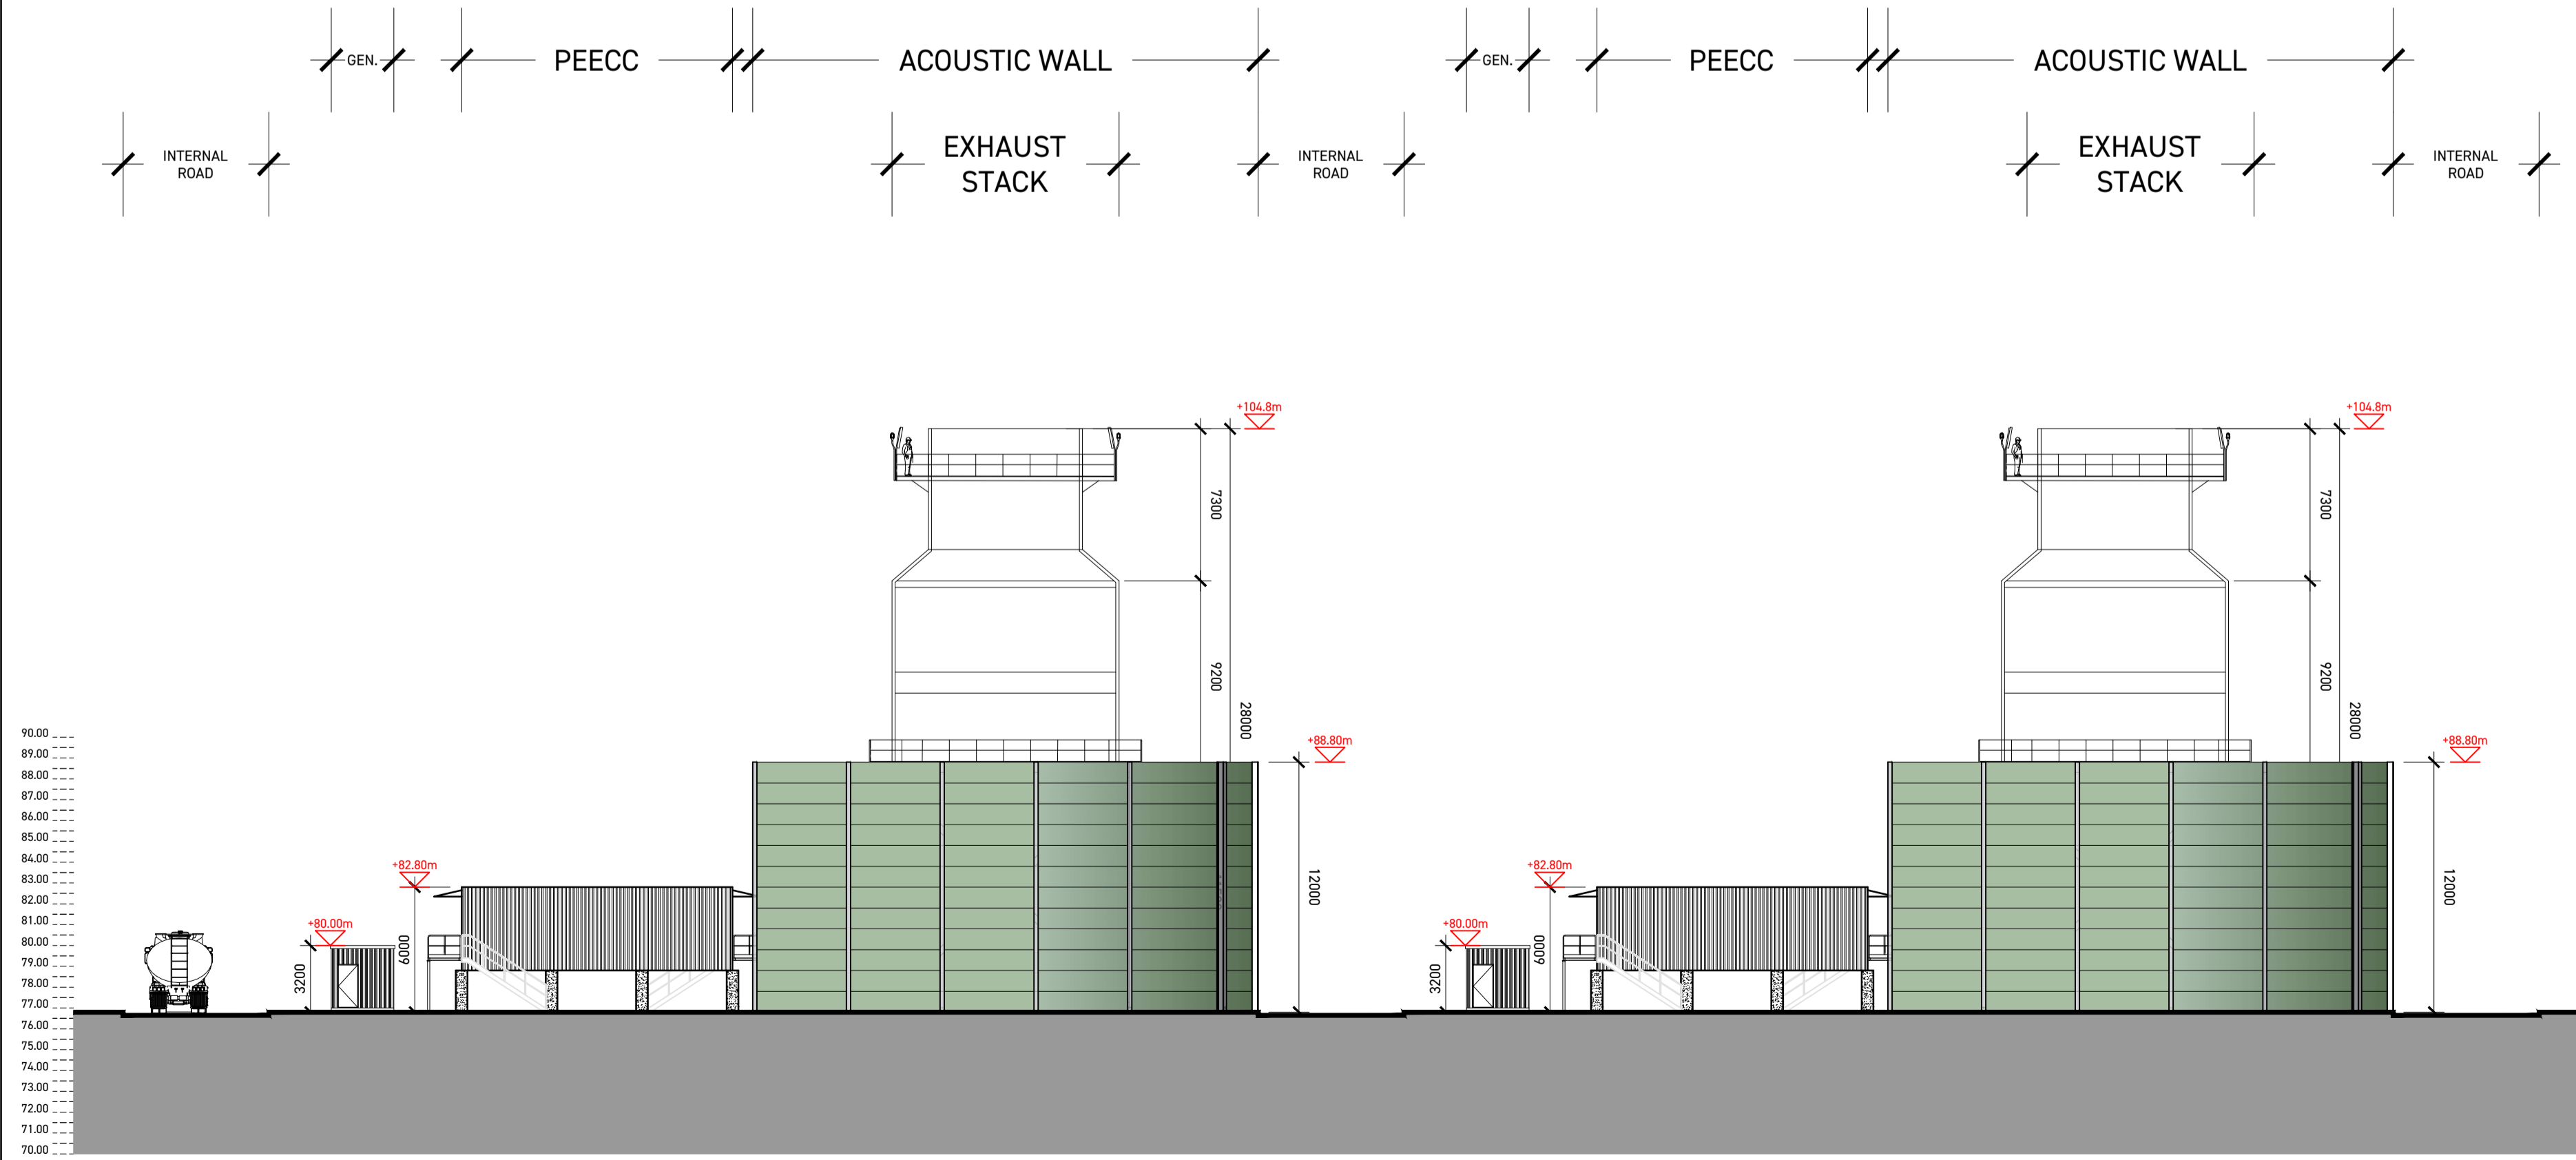 GEN.
PEECC
ACOUSTIC WALL
GEN.
PEECC
ACOUSTIC WALL
INTERNAL
ROAD
EXHAUST
STACK
INTERNAL
ROAD
EXHAUST
STACK
INTERNAL
ROAD
+104.8m
+104.8m
7300
7300
9200
9200
28000
28000
+88.80m
+88.80m
+82.80m
+82.80m
12000
12000
+80.00m
+80.00m
6000
6000
3200
3200
90.00
89.00
88.00
87.00
86.00
85.00
84.00
83.00
82.00
81.00
80.00
79.00
78.00
77.00
76.00
75.00
74.00
73.00
72.00
71.00
70.00